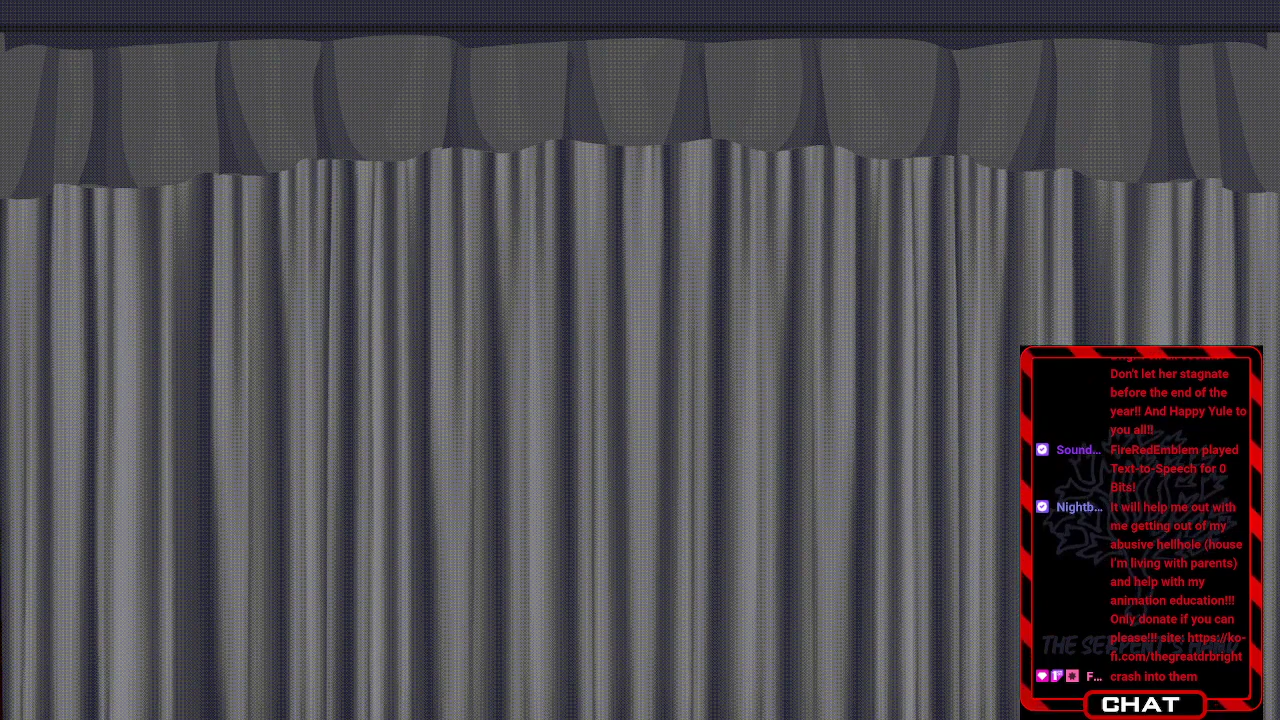 Don't let her stagnate
before the end of the
year!! And Happy Yule to
you all!!
Sound... FireRedEmblem played
Text-to-Speech for 0
Bits!
Nightb... It will help me out with
me getting out of my
abusive hellhole (house
I'm living with parents)
and help with my
animation education!!!
Only donate if you can
please!!! site: https://ko-
fi.com/thegreatdrbright
THE SERPENT'S HAND
F... crash into them
CHAT